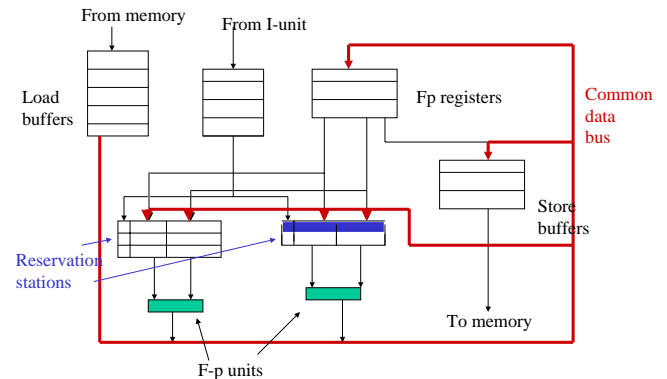 From memory
From I-unit
Load
buffers
Fp registers
Common
data
bus
Store
buffers
Reservation
stations
To memory
F-p units